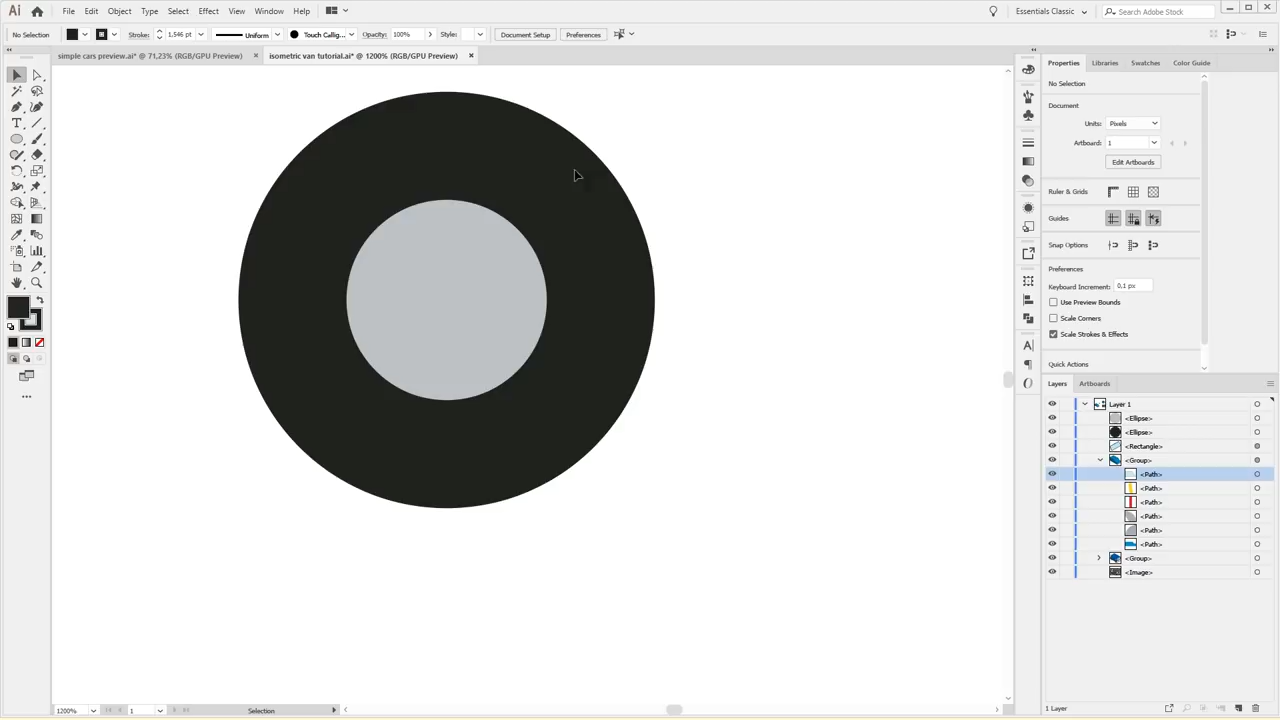 Ai File Edit Object Type Select Effect View Window Help Essentials Classic Search Adobe Stock
No Selection Stroke: 1,546 pt Uniform Touch Callig... Opacity: 100% Style: Document Setup Preferences
simple cars preview.ai* @ 71,23% (RGB/GPU Preview) × isometric van tutorial.ai* @ 1200% (RGB/GPU Preview) ×
Properties Libraries Swatches Color Guide
No Selection
Document
Units: Pixels
Artboard: 1
Edit Artboards
Ruler & Grids
Guides
Snap Options
Preferences
Keyboard Increment: 0,1 px
Use Preview Bounds
Scale Corners
Scale Strokes & Effects
Quick Actions
Layers Artboards
Layer 1
<Ellipse>
<Ellipse>
<Rectangle>
<Group>
<Path>
<Path>
<Path>
<Path>
<Path>
<Path>
<Group>
<Image>
1 Layer
1200% 1 Selection